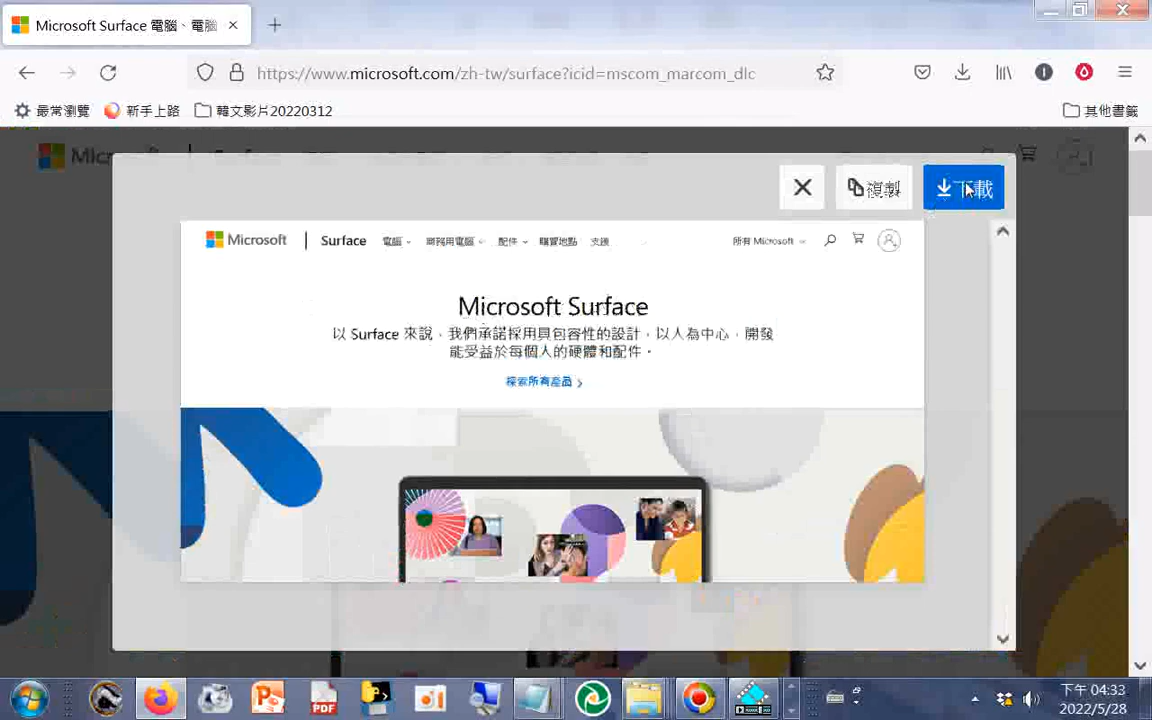 Microsoft Surface 電腦、電腦
https://www.microsoft.com/zh-tw/surface?icid=mscom_marcom_dlc
最常瀏覽 新手上路 韓文影片20220312 其他書籤
複製 下載
Microsoft Surface 電腦 商務用電腦 配件 購買地點 支援 所有 Microsoft
Microsoft Surface
以 Surface 來說，我們承諾採用具包容性的設計，以人為中心，開發
能受益於每個人的硬體和配件。
探索所有產品
PDF
下午 04:33
2022/5/28